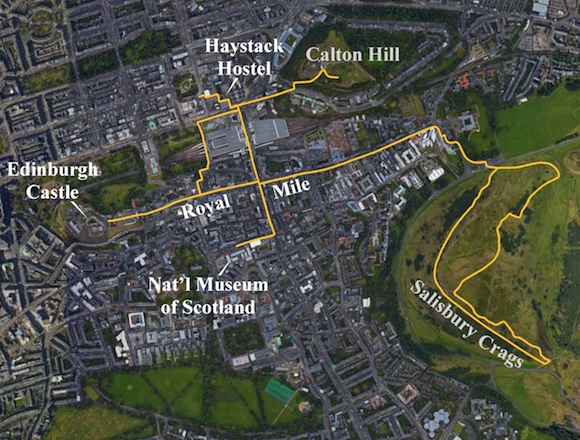 Haystack
Hostel
Calton Hill
Edinburgh
Castle
Royal Mile
Nat'l Museum
of Scotland
Salisbury Crags